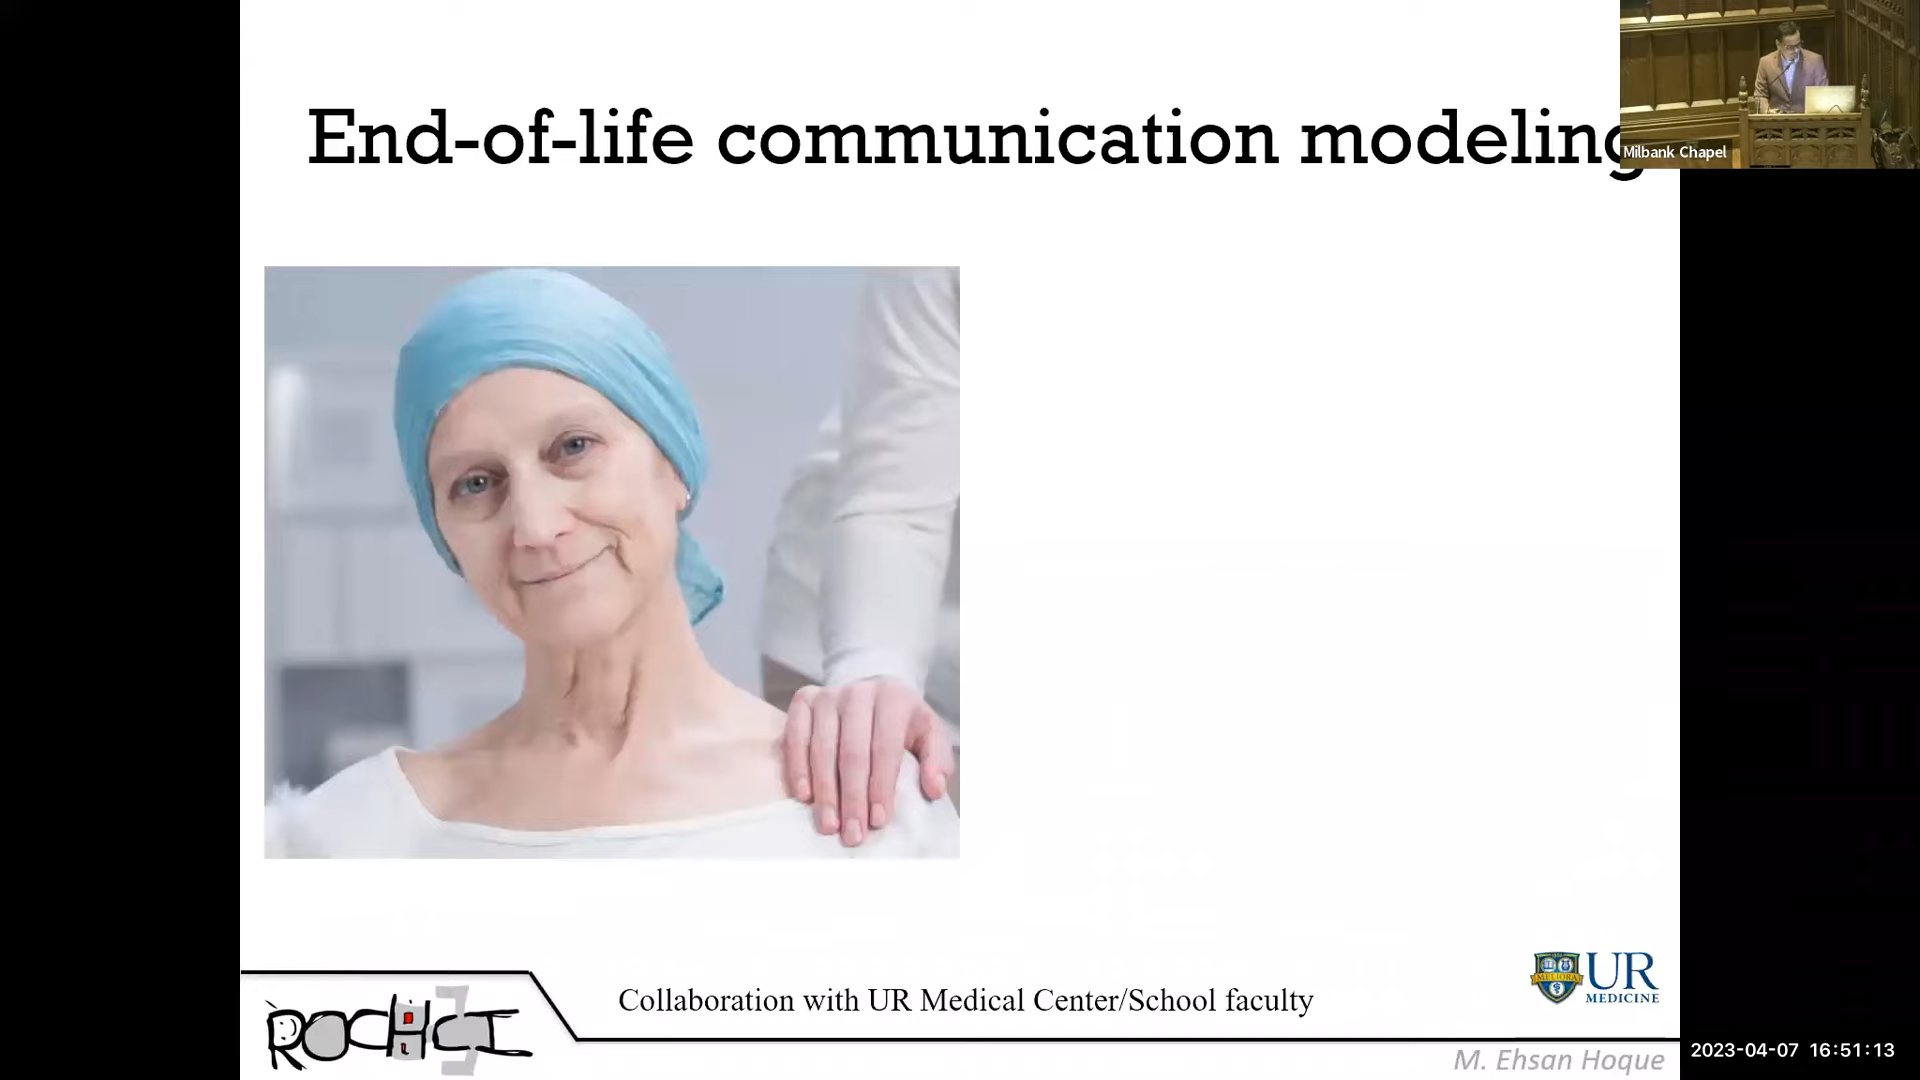 End-of-life communication modeling
Milbank Chapel
MELIORA
UR
MEDICINE
Collaboration with UR Medical Center/School faculty
ROCHCI
M. Ehsan Hoque
2023-04-07 16:51:13